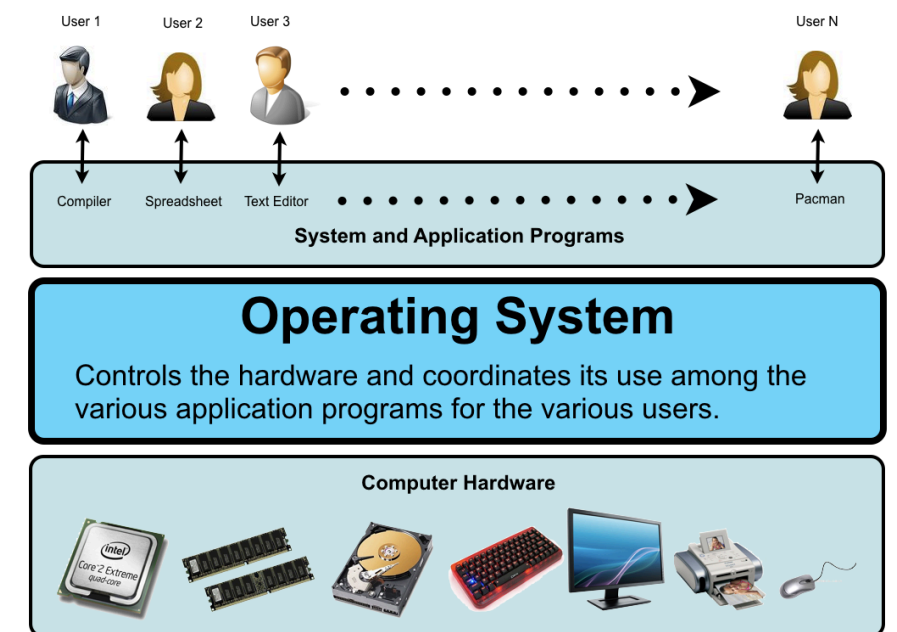 User 1
User 2
User 3
User N
Compiler
Spreadsheet
Text Editor
Pacman
System and Application Programs
Operating System
Controls the hardware and coordinates its use among the
various application programs for the various users.
Computer Hardware
intel
Core™2 Extreme
quad-core